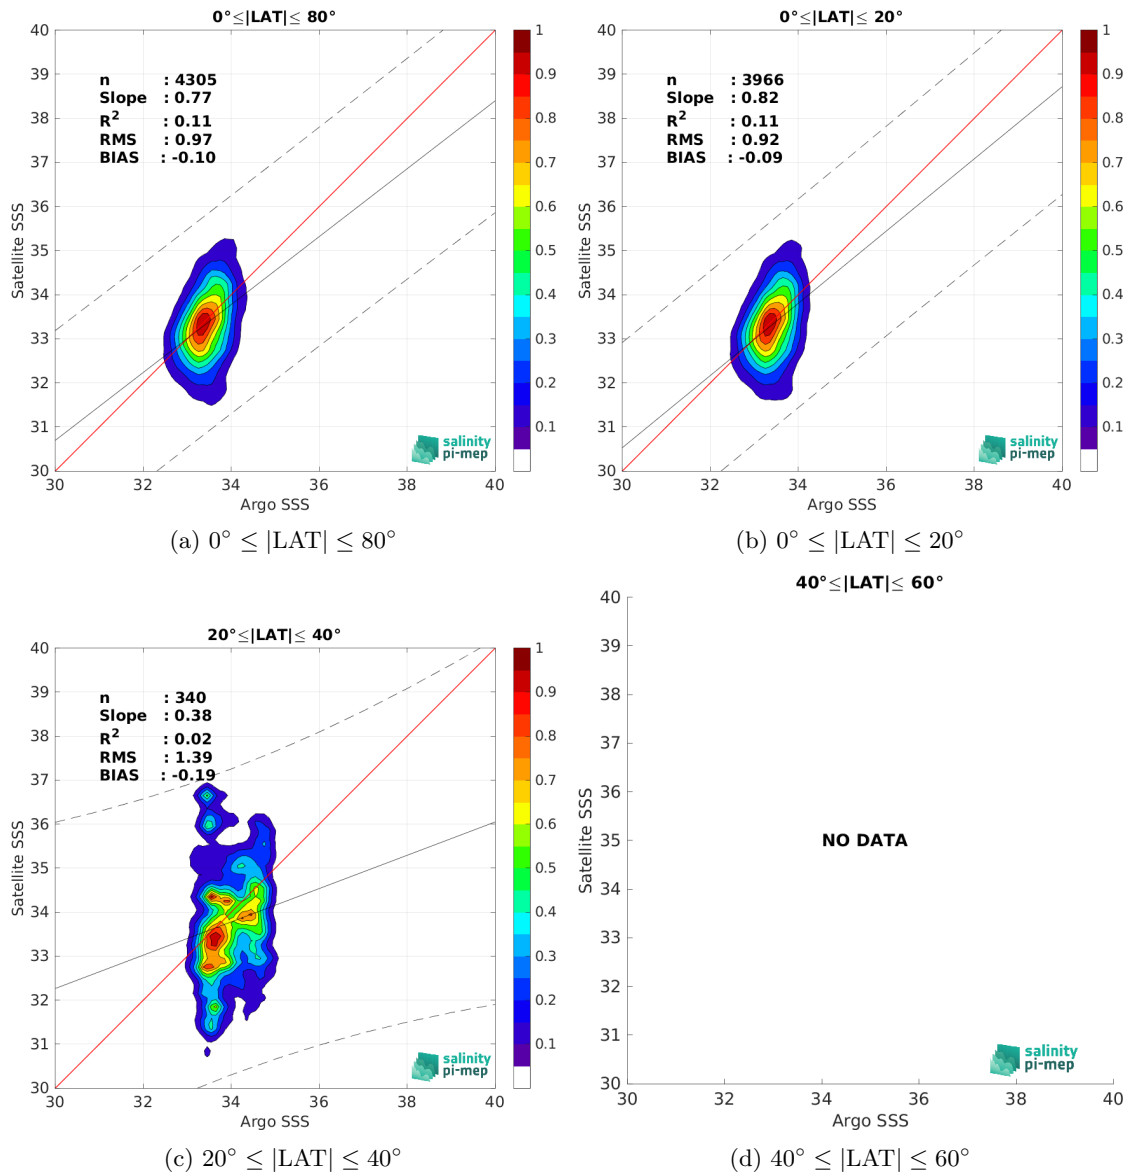 0°≤|LAT|≤ 80°
40
39
38
37
36
35
34
33
32
31
30
n : 4305
Slope : 0.77
R² : 0.11
RMS : 0.97
BIAS : -0.10
Satellite SSS
30 32 34 36 38 40
Argo SSS
1
0.9
0.8
0.7
0.6
0.5
0.4
0.3
0.2
0.1
salinity
pi-mep
(a) 0° ≤ |LAT| ≤ 80°
0°≤|LAT|≤ 20°
40
39
38
37
36
35
34
33
32
31
30
n : 3966
Slope : 0.82
R² : 0.11
RMS : 0.92
BIAS : -0.09
Satellite SSS
30 32 34 36 38 40
Argo SSS
1
0.9
0.8
0.7
0.6
0.5
0.4
0.3
0.2
0.1
salinity
pi-mep
(b) 0° ≤ |LAT| ≤ 20°
20°≤|LAT|≤ 40°
40
39
38
37
36
35
34
33
32
31
30
n : 340
Slope : 0.38
R² : 0.02
RMS : 1.39
BIAS : -0.19
Satellite SSS
30 32 34 36 38 40
Argo SSS
1
0.9
0.8
0.7
0.6
0.5
0.4
0.3
0.2
0.1
salinity
pi-mep
(c) 20° ≤ |LAT| ≤ 40°
40°≤|LAT|≤ 60°
40
39
38
37
36
35
34
33
32
31
30
NO DATA
Satellite SSS
30 32 34 36 38 40
Argo SSS
salinity
pi-mep
(d) 40° ≤ |LAT| ≤ 60°